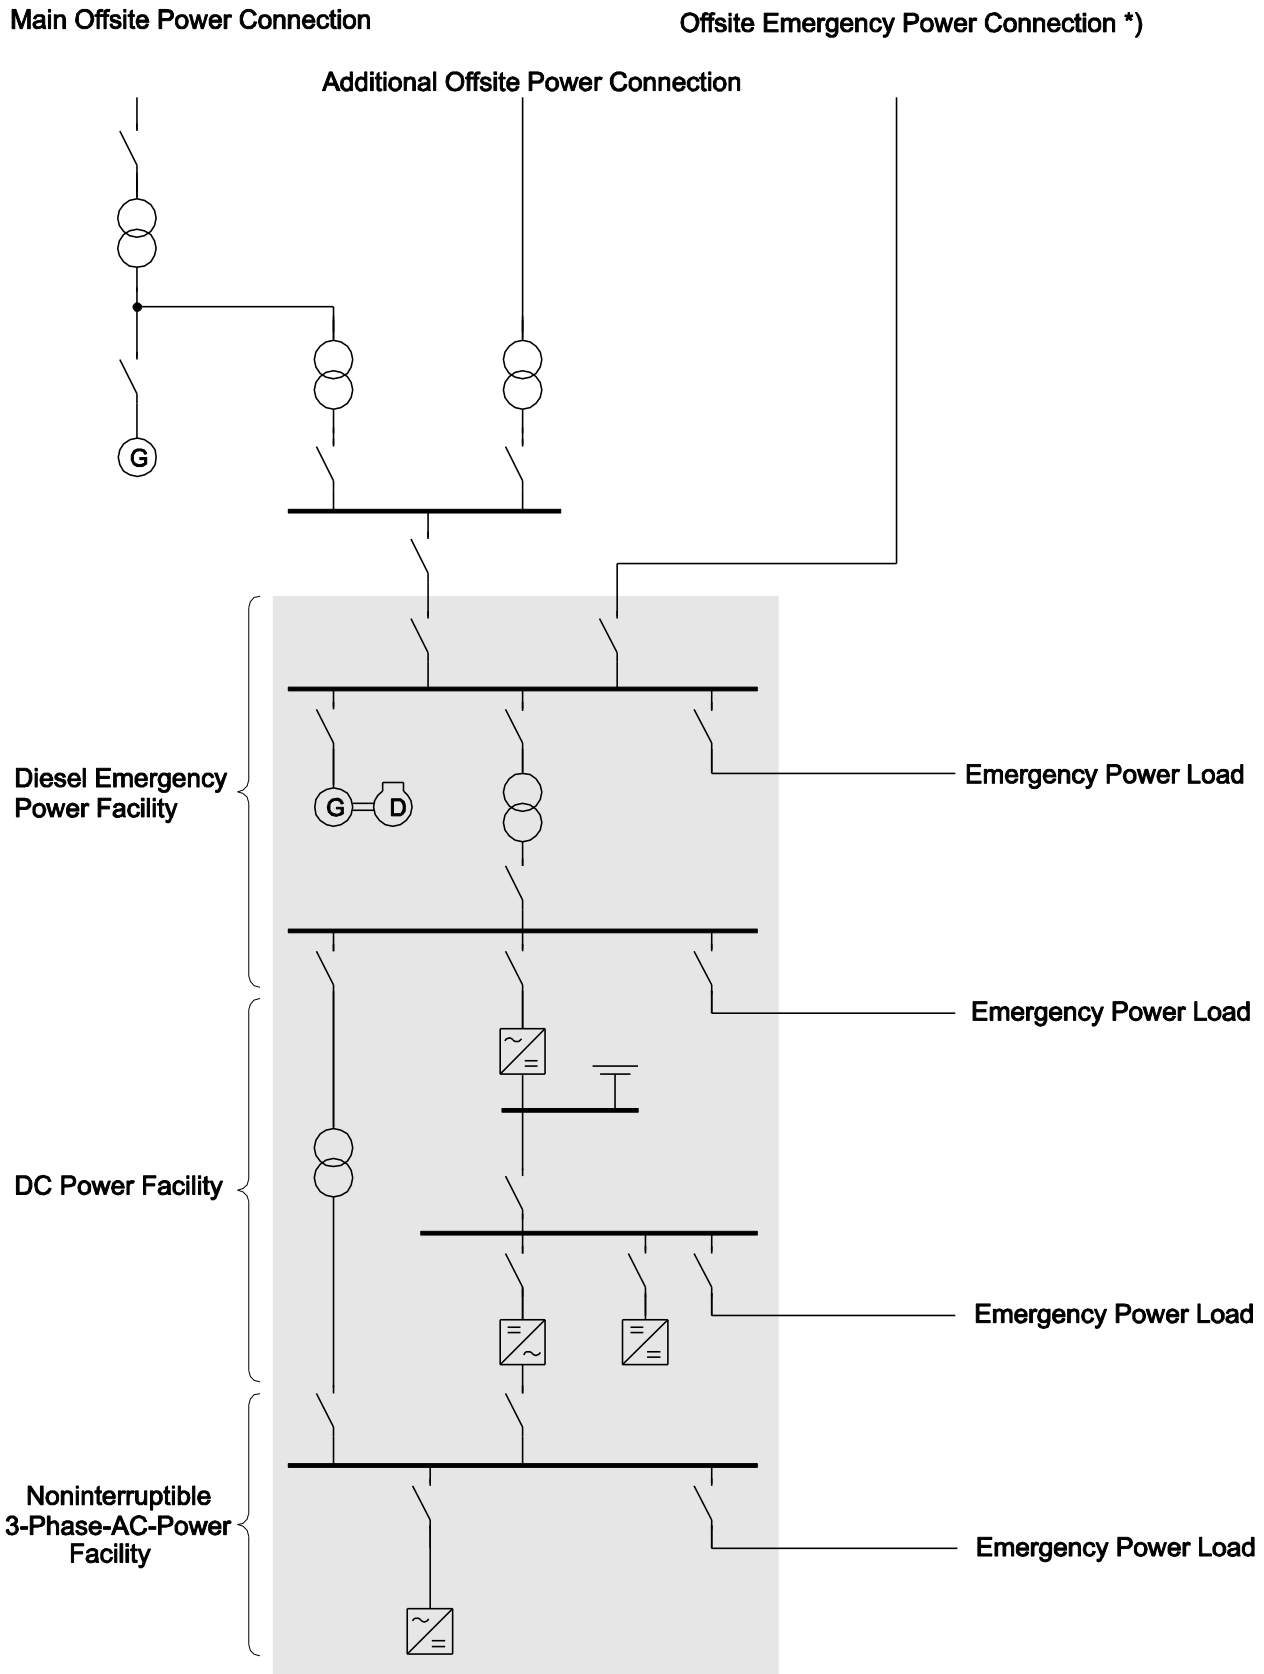 Main Offsite Power Connection
Offsite Emergency Power Connection *)
Additional Offsite Power Connection
G
Diesel Emergency
Power Facility
G
D
Emergency Power Load
Emergency Power Load
DC Power Facility
Emergency Power Load
Noninterruptible
3-Phase-AC-Power
Facility
Emergency Power Load